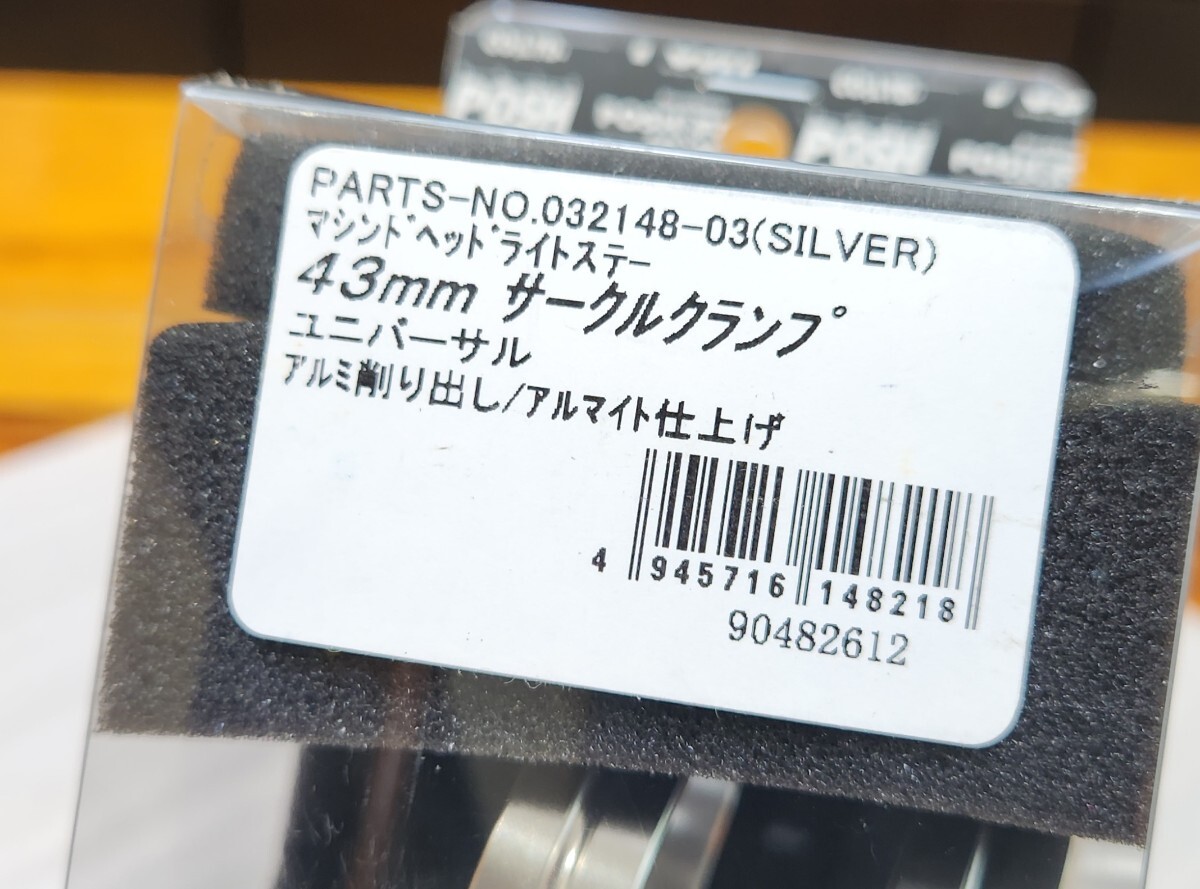 POSH
POSH
PARTS-NO.032148-03(SILVER)
マシンドヘッドライトステー
43mm サークルクランプ
ユニバーサル
アルミ削り出し/アルマイト仕上げ
4 945716 148218
90482612